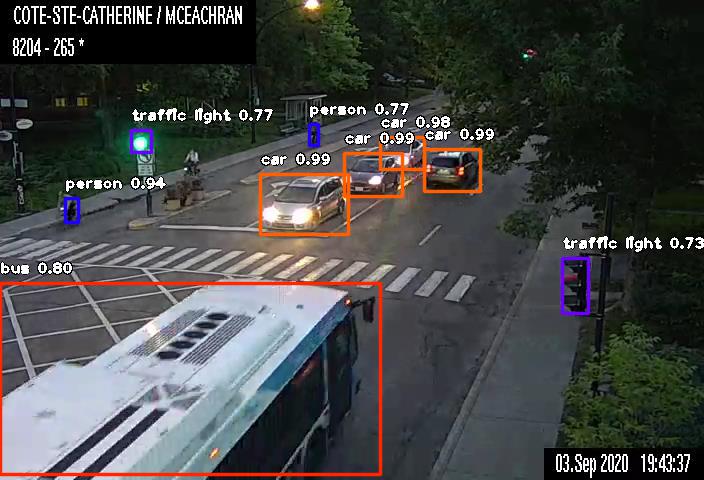 COTE-STE-CATHERINE / MCEACHRAN
8204 - 265 *
traffic light 0.77
person 0.77
car 0.98
car 0.99
car 0.99
car 0.99
person 0.94
traffic light 0.73
bus 0.80
03.Sep 2020 19:43:37